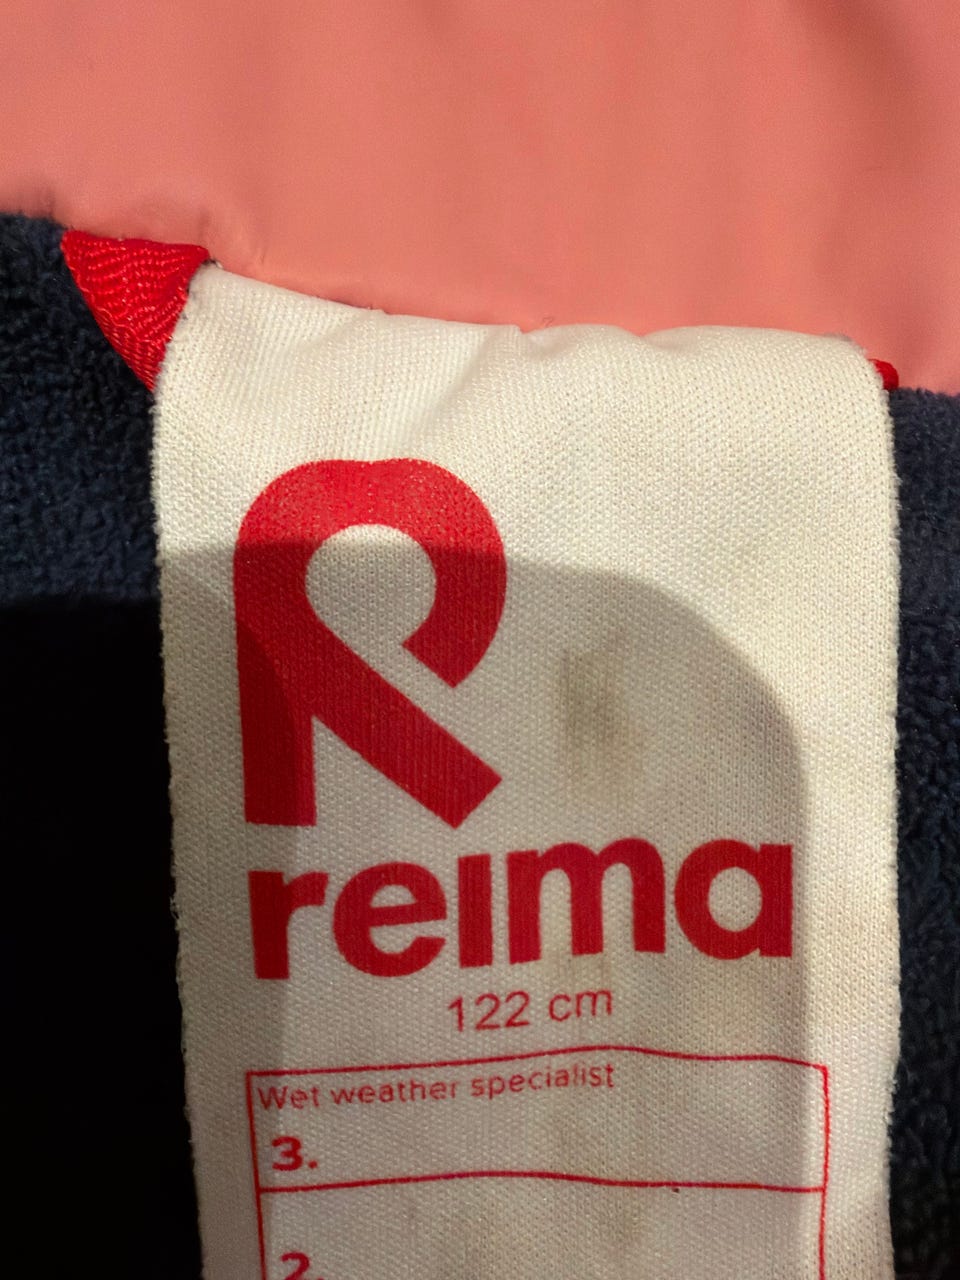 reima
122 cm
Wet weather specialist
3.
2.